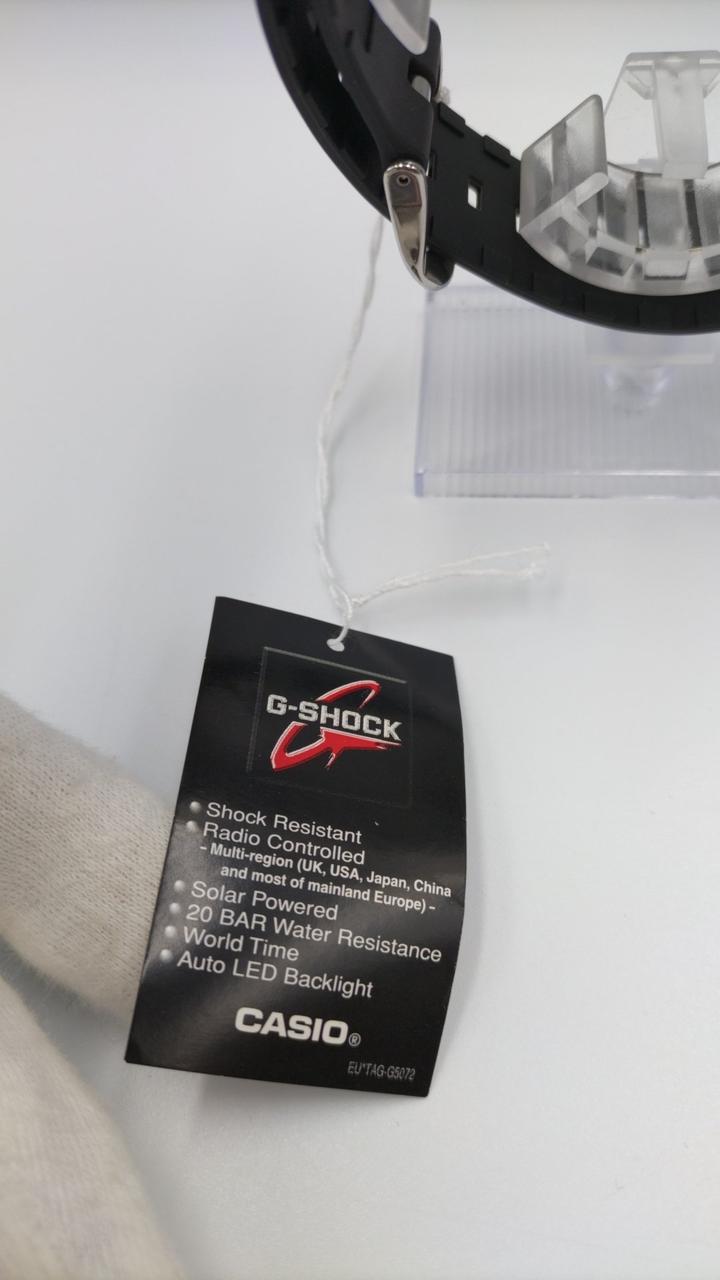 G-SHOCK
Shock Resistant
Radio Controlled
- Multi-region (UK, USA, Japan, China
and most of mainland Europe) -
Solar Powered
20 BAR Water Resistance
World Time
Auto LED Backlight
CASIO®
EU*TAG-G5072